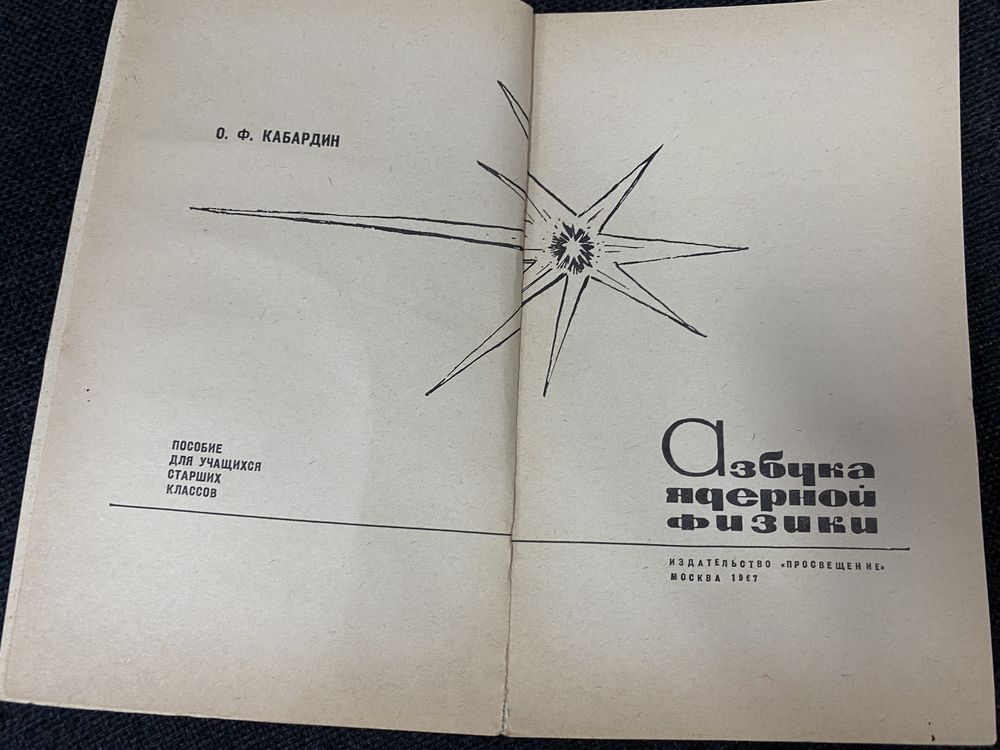 О. Ф. КАБАРДИН
ПОСОБИЕ
ДЛЯ УЧАЩИХСЯ
СТАРШИХ
КЛАССОВ
Азбука
ядерной
физики
ИЗДАТЕЛЬСТВО «ПРОСВЕЩЕНИЕ»
МОСКВА 1967